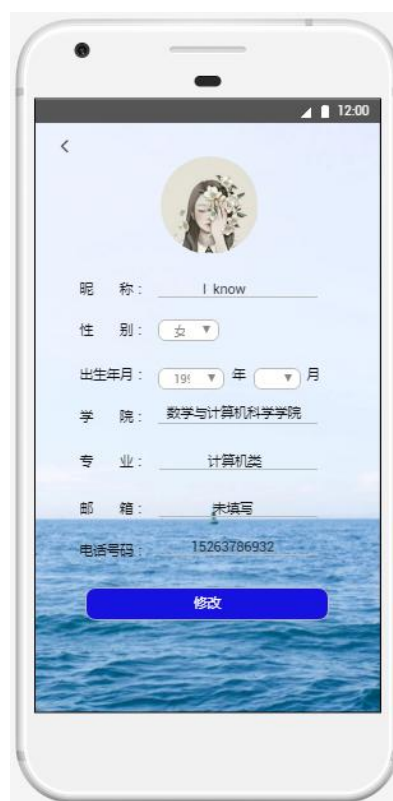 12:00
昵 称： I know
性 别： 女
出生年月： 199 年 月
学 院： 数学与计算机科学学院
专 业： 计算机类
邮 箱： 未填写
电话号码： 15263786932
修改